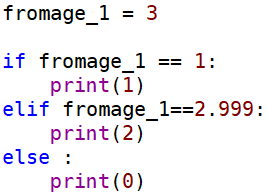 fromage_1 = 3

if fromage_1 == 1:
    print(1)
elif fromage_1==2.999:
    print(2)
else :
    print(0)